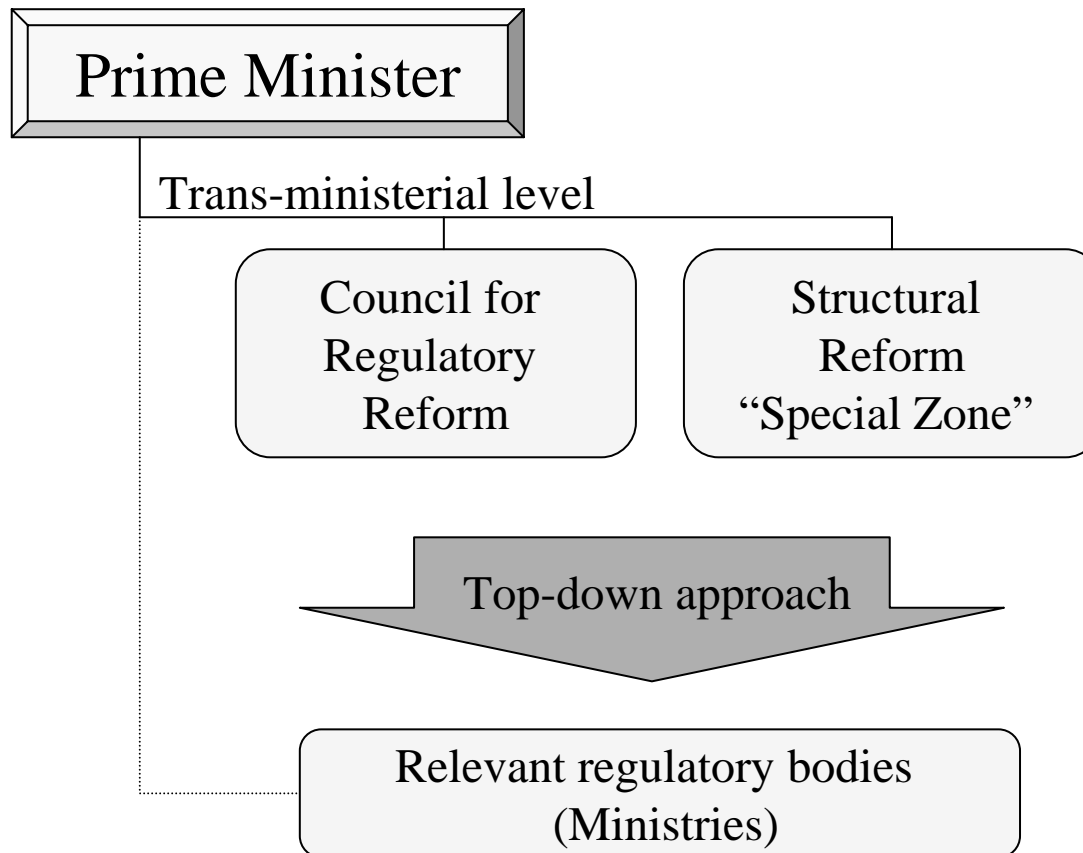 Prime Minister
Trans-ministerial level
Council for
Regulatory
Reform
Structural
Reform
“Special Zone”
Top-down approach
Relevant regulatory bodies
(Ministries)